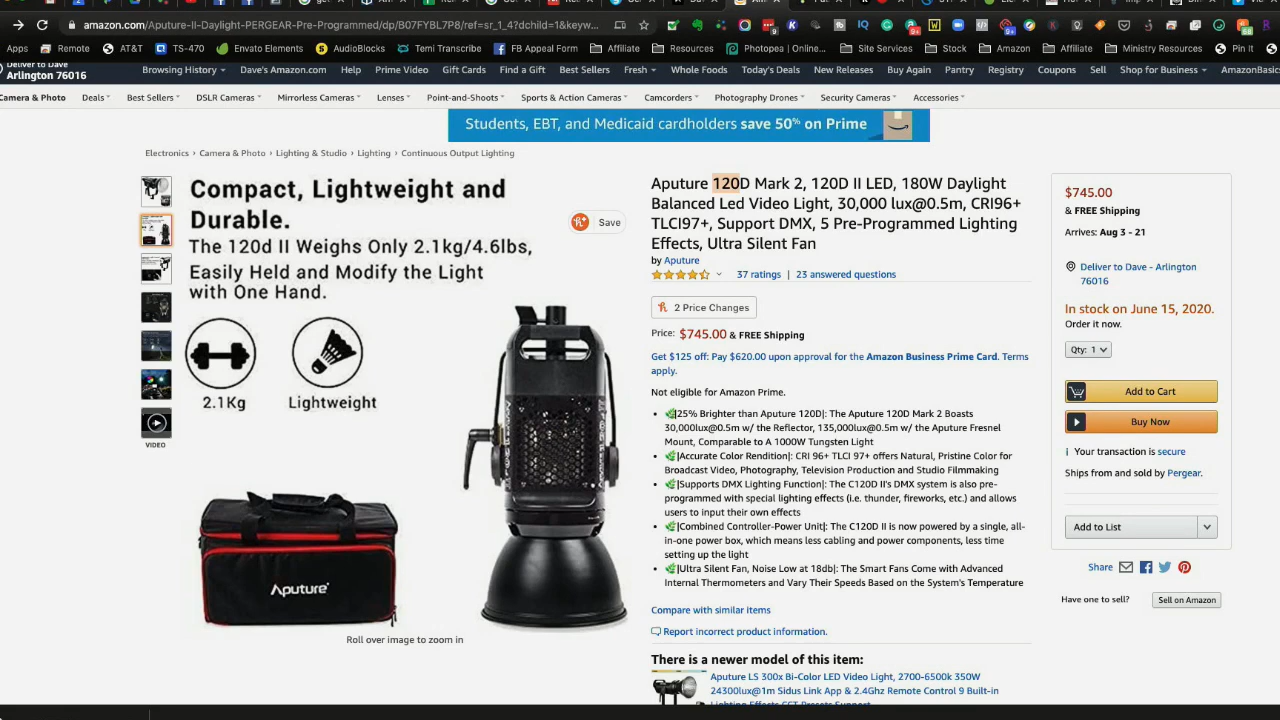 amazon.com/Aputure-II-Daylight-PERGEAR-Pre-Programmed/dp/B07FYBL7P8/ref=sr_1_4?dchild=1&keyw...
Apps Remote AT&T TS-470 Envato Elements AudioBlocks Temi Transcribe FB Appeal Form Affiliate Resources Photopea | Online... Site Services Stock Amazon Affiliate Ministry Resources Pin It
Deliver to Dave
Arlington 76016
Browsing History Dave's Amazon.com Help Prime Video Gift Cards Find a Gift Best Sellers Fresh Whole Foods Today's Deals New Releases Buy Again Pantry Registry Coupons Sell Shop for Business AmazonBasics
Camera & Photo Deals Best Sellers DSLR Cameras Mirrorless Cameras Lenses Point-and-Shoots Sports & Action Cameras Camcorders Photography Drones Security Cameras Accessories
Students, EBT, and Medicaid cardholders save 50% on Prime
Electronics › Camera & Photo › Lighting & Studio › Lighting › Continuous Output Lighting
Compact, Lightweight and
Durable.
The 120d II Weighs Only 2.1kg/4.6lbs,
Easily Held and Modify the Light
with One Hand.
2.1Kg Lightweight
VIDEO
Aputure
Roll over image to zoom in
Save
Aputure 120D Mark 2, 120D II LED, 180W Daylight
Balanced Led Video Light, 30,000 lux@0.5m, CRI96+
TLCI97+, Support DMX, 5 Pre-Programmed Lighting
Effects, Ultra Silent Fan
by Aputure
37 ratings | 23 answered questions
2 Price Changes
Price: $745.00 & FREE Shipping
Get $125 off: Pay $620.00 upon approval for the Amazon Business Prime Card. Terms
apply.
Not eligible for Amazon Prime.
• 🌿|25% Brighter than Aputure 120D|: The Aputure 120D Mark 2 Boasts
30,000lux@0.5m w/ the Reflector, 135,000lux@0.5m w/ the Aputure Fresnel
Mount, Comparable to A 1000W Tungsten Light
• 🌿|Accurate Color Rendition|: CRI 96+ TLCI 97+ offers Natural, Pristine Color for
Broadcast Video, Photography, Television Production and Studio Filmmaking
• 🌿|Supports DMX Lighting Function|: The C120D II's DMX system is also pre-
programmed with special lighting effects (i.e. thunder, fireworks, etc.) and allows
users to input their own effects
• 🌿|Combined Controller-Power Unit|: The C120D II is now powered by a single, all-
in-one power box, which means less cabling and power components, less time
setting up the light
• 🌿|Ultra Silent Fan, Noise Low at 18db|: The Smart Fans Come with Advanced
Internal Thermometers and Vary Their Speeds Based on the System's Temperature
Compare with similar items
Report incorrect product information.
There is a newer model of this item:
Aputure LS 300x Bi-Color LED Video Light, 2700-6500k 350W
24300lux@1m Sidus Link App & 2.4Ghz Remote Control 9 Built-in
Lighting Effects CCT Presets Support
$745.00
& FREE Shipping
Arrives: Aug 3 - 21
Deliver to Dave - Arlington
76016
In stock on June 15, 2020.
Order it now.
Qty: 1
Add to Cart
Buy Now
Your transaction is secure
Ships from and sold by Pergear.
Add to List
Share
Have one to sell? Sell on Amazon